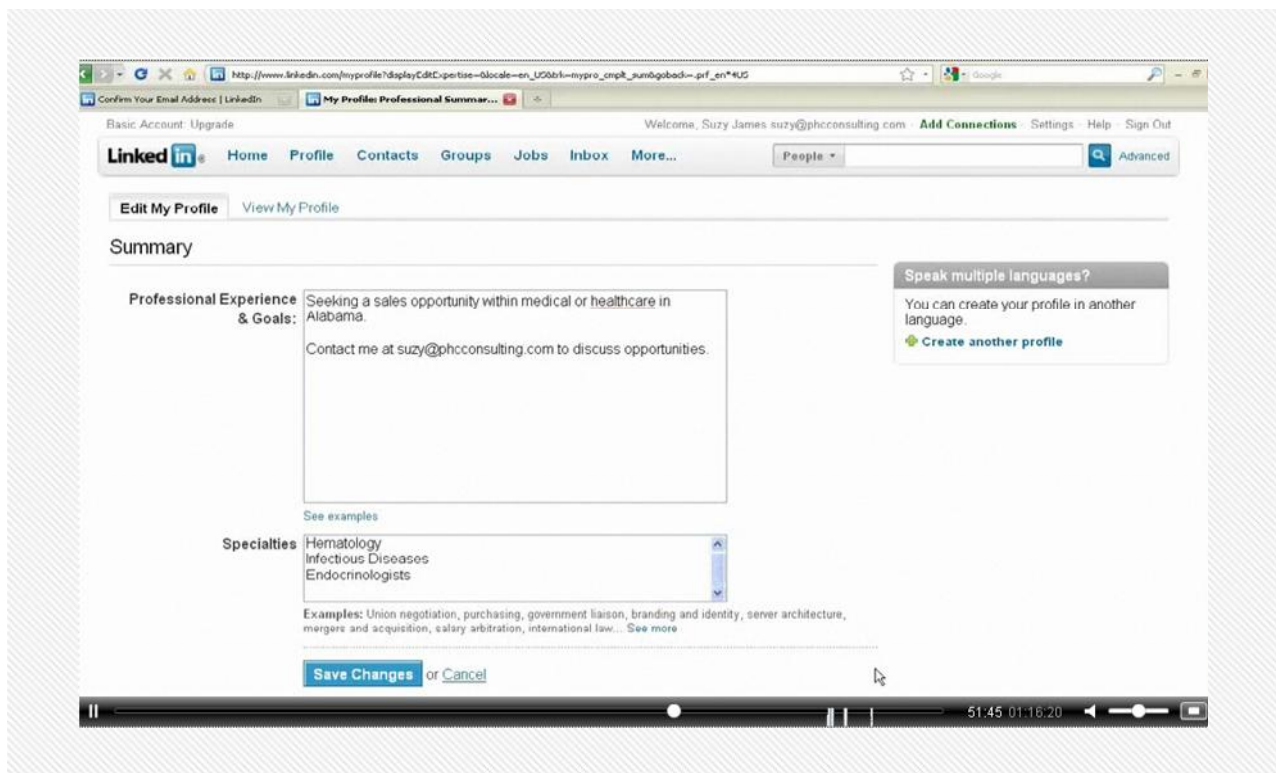 http://www.linkedin.com/myprofile?displayEditExpertise=&locale=en_US&trk=mypro_cmplt_sum&goback=.prf_en*4US
Google
Confirm Your Email Address | LinkedIn
My Profile: Professional Summar...
Basic Account: Upgrade
Welcome, Suzy James suzy@phcconsulting.com · Add Connections · Settings · Help · Sign Out
Linked in® Home Profile Contacts Groups Jobs Inbox More... People Advanced
Edit My Profile View My Profile
Summary
Speak multiple languages?
You can create your profile in another
language.
Create another profile
Professional Experience
& Goals:
Seeking a sales opportunity within medical or healthcare in
Alabama.
Contact me at suzy@phcconsulting.com to discuss opportunities.
See examples
Specialties
Hematology
Infectious Diseases
Endocrinologists
Examples: Union negotiation, purchasing, government liaison, branding and identity, server architecture,
mergers and acquisition, salary arbitration, international law... See more
Save Changes or Cancel
51:45 01:16:20